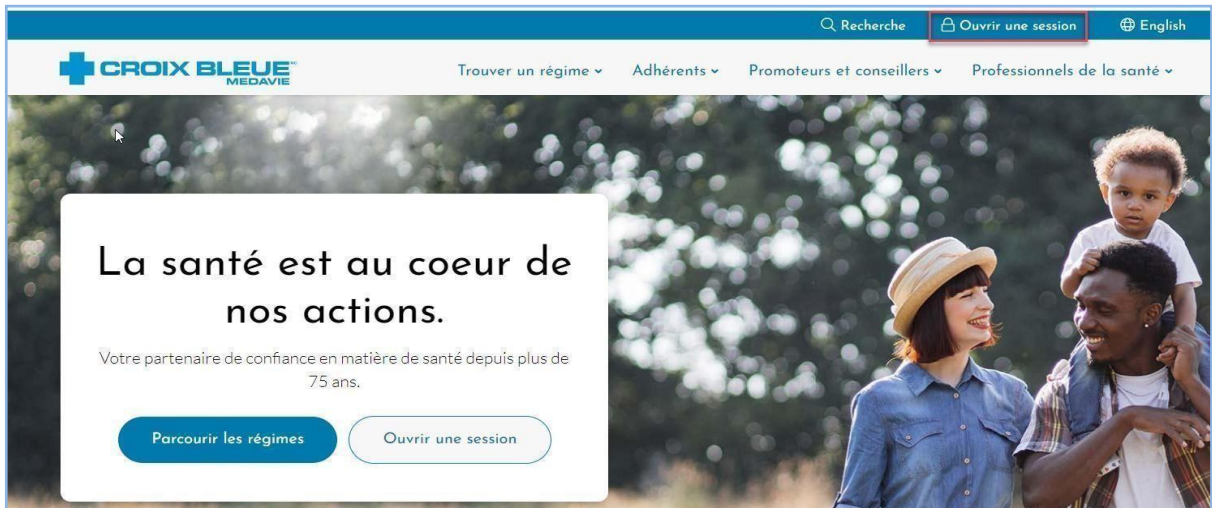 Recherche Ouvrir une session English
CROIX BLEUE
MEDAVIE
Trouver un régime Adhérents Promoteurs et conseillers Professionnels de la santé
La santé est au coeur de
nos actions.
Votre partenaire de confiance en matière de santé depuis plus de
75 ans.
Parcourir les régimes Ouvrir une session